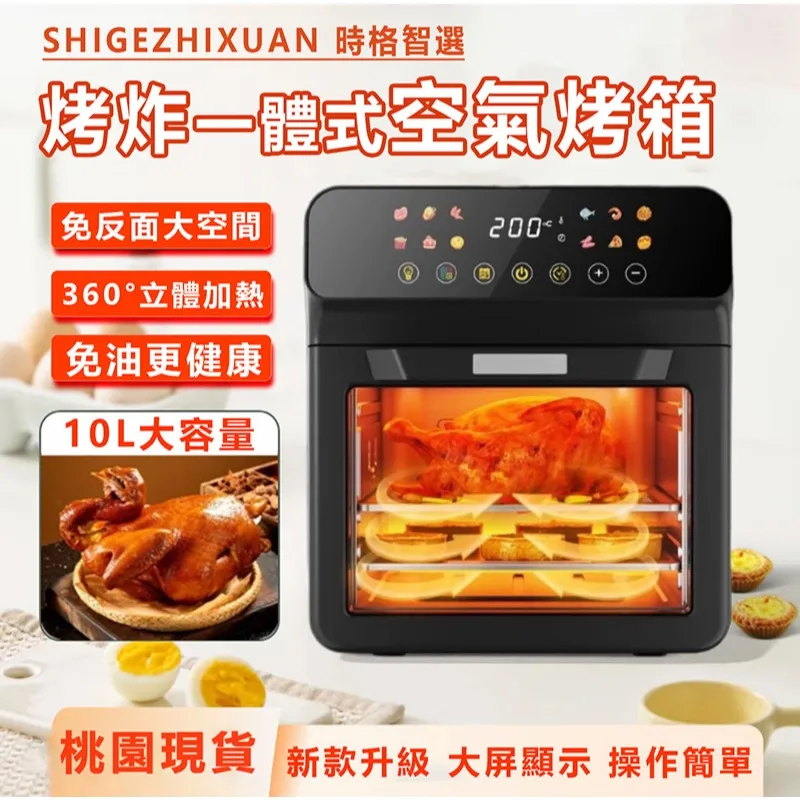 SHIGEZHIXUAN 時格智選
烤炸一體式空氣烤箱
免反面大空間
360°立體加熱
免油更健康
10L大容量
200°C
桃園現貨
新款升級 大屏顯示 操作簡單